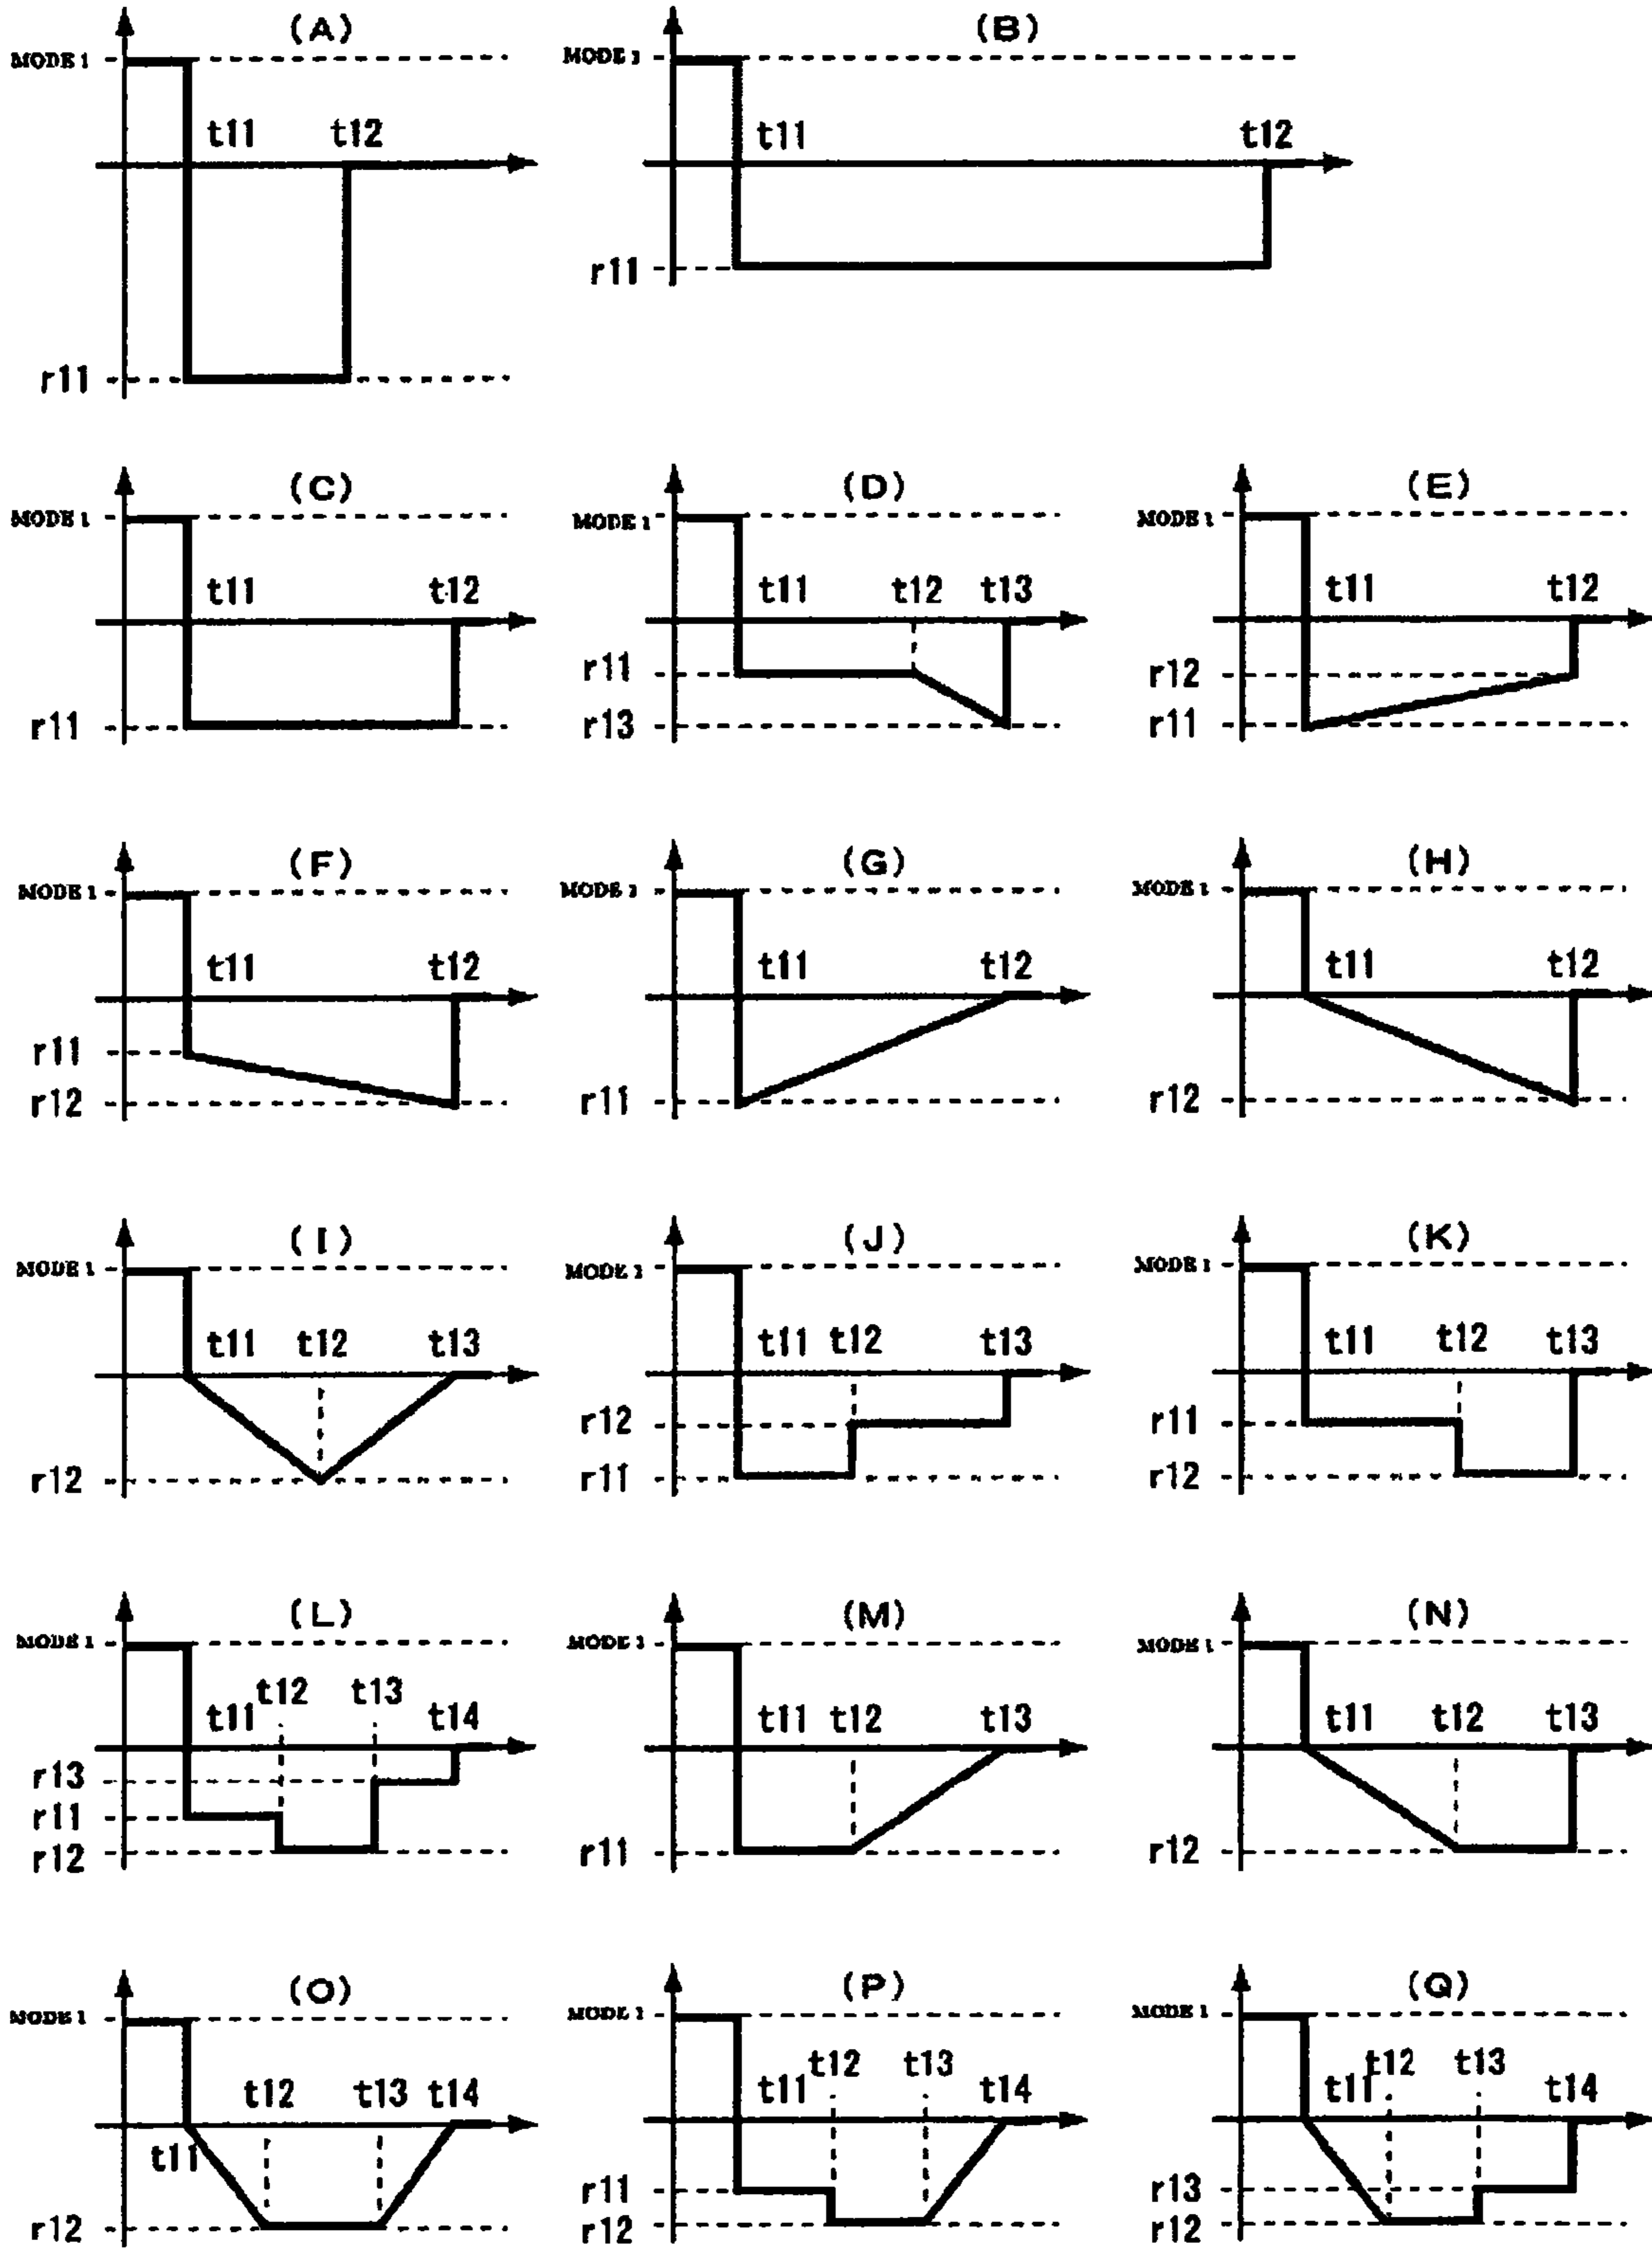 (A) (B)
MODE 1 MODE 1
t11 t12 t11 t12
r11
r11
(C) (D) (E)
MODE 1 MODE 1 MODE 1
t11 t12 t11 t12 t13 t11 t12
r11 r12
r11 r13 r11
(F) (G) (H)
MODE 1 MODE 1 MODE 1
t11 t12 t11 t12 t11 t12
r11
r12 r11 r12
(I) (J) (K)
MODE 1 MODE 1 MODE 1
t11 t12 t13 t11 t12 t13 t11 t12 t13
r12 r11
r12 r11 r12
(L) (M) (N)
MODE 1 MODE 1 MODE 1
t11 t12 t13 t14 t11 t12 t13 t11 t12 t13
r13
r11
r12 r11 r12
(O) (P) (Q)
MODE 1 MODE 1 MODE 1
t12 t13 t12 t13
t12 t13 t14 t11 t14 t11 t14
t11
r11 r13
r12 r12 r12